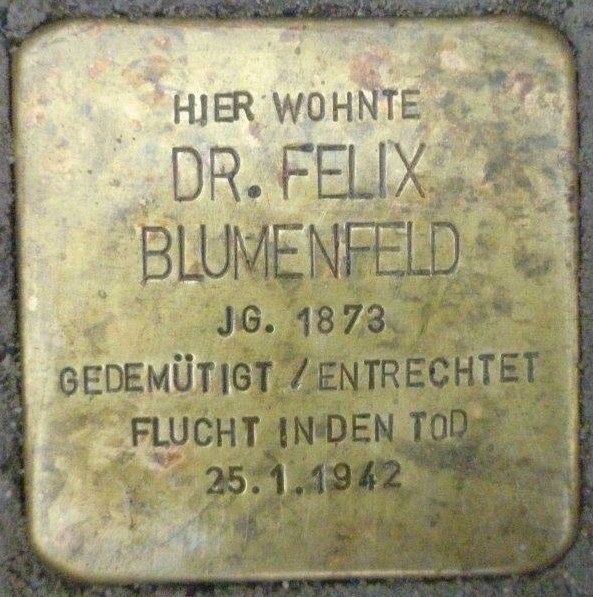 HIER WOHNTE
DR. FELIX
BLUMENFELD
JG. 1873
GEDEMÜTIGT / ENTRECHTET
FLUCHT IN DEN TOD
25.1.1942